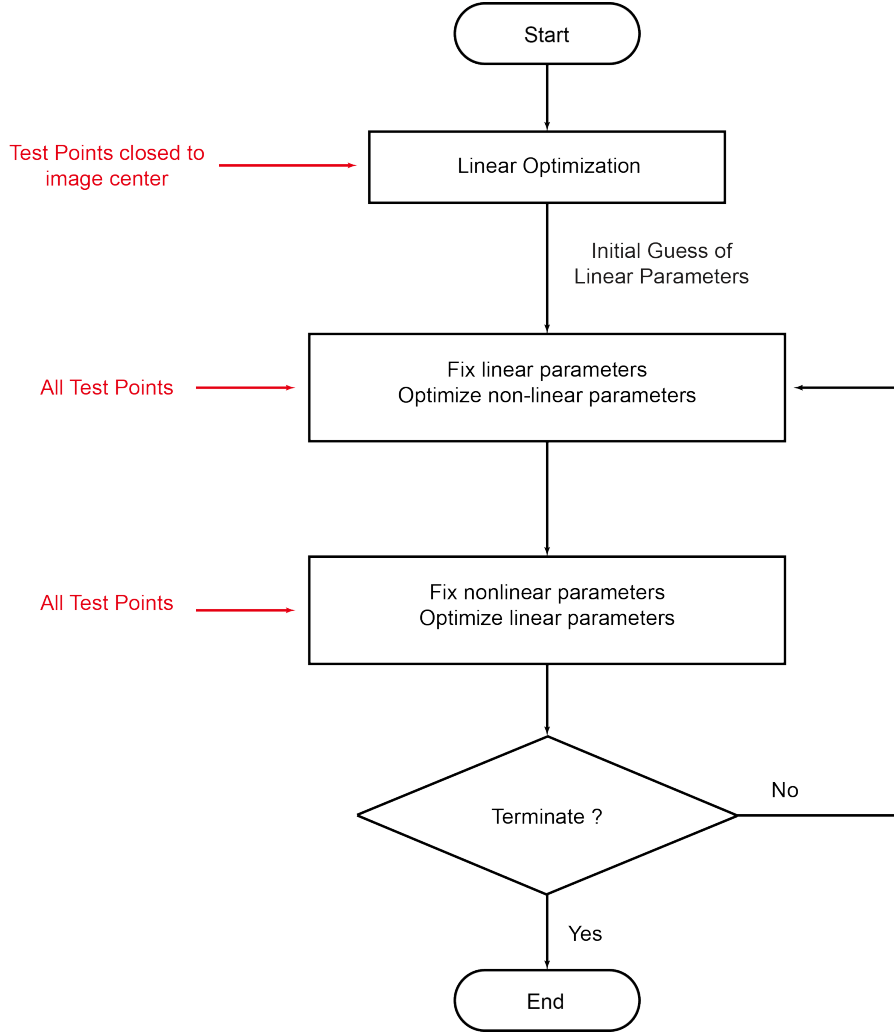 Start
Test Points closed to
image center
Linear Optimization
Initial Guess of
Linear Parameters
All Test Points
Fix linear parameters
Optimize non-linear parameters
All Test Points
Fix nonlinear parameters
Optimize linear parameters
Terminate ?
No
Yes
End